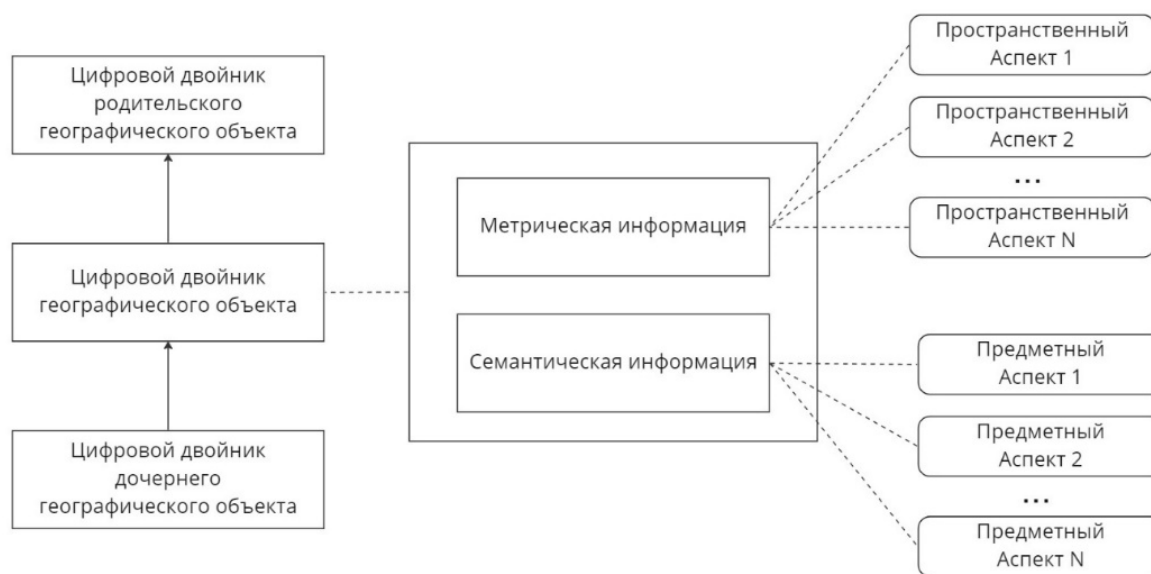 Цифровой двойник
родительского
географического объекта
Цифровой двойник
географического объекта
Цифровой двойник
дочернего
географического объекта
Метрическая информация
Семантическая информация
Пространственный
Аспект 1
Пространственный
Аспект 2
...
Пространственный
Аспект N
Предметный
Аспект 1
Предметный
Аспект 2
...
Предметный
Аспект N